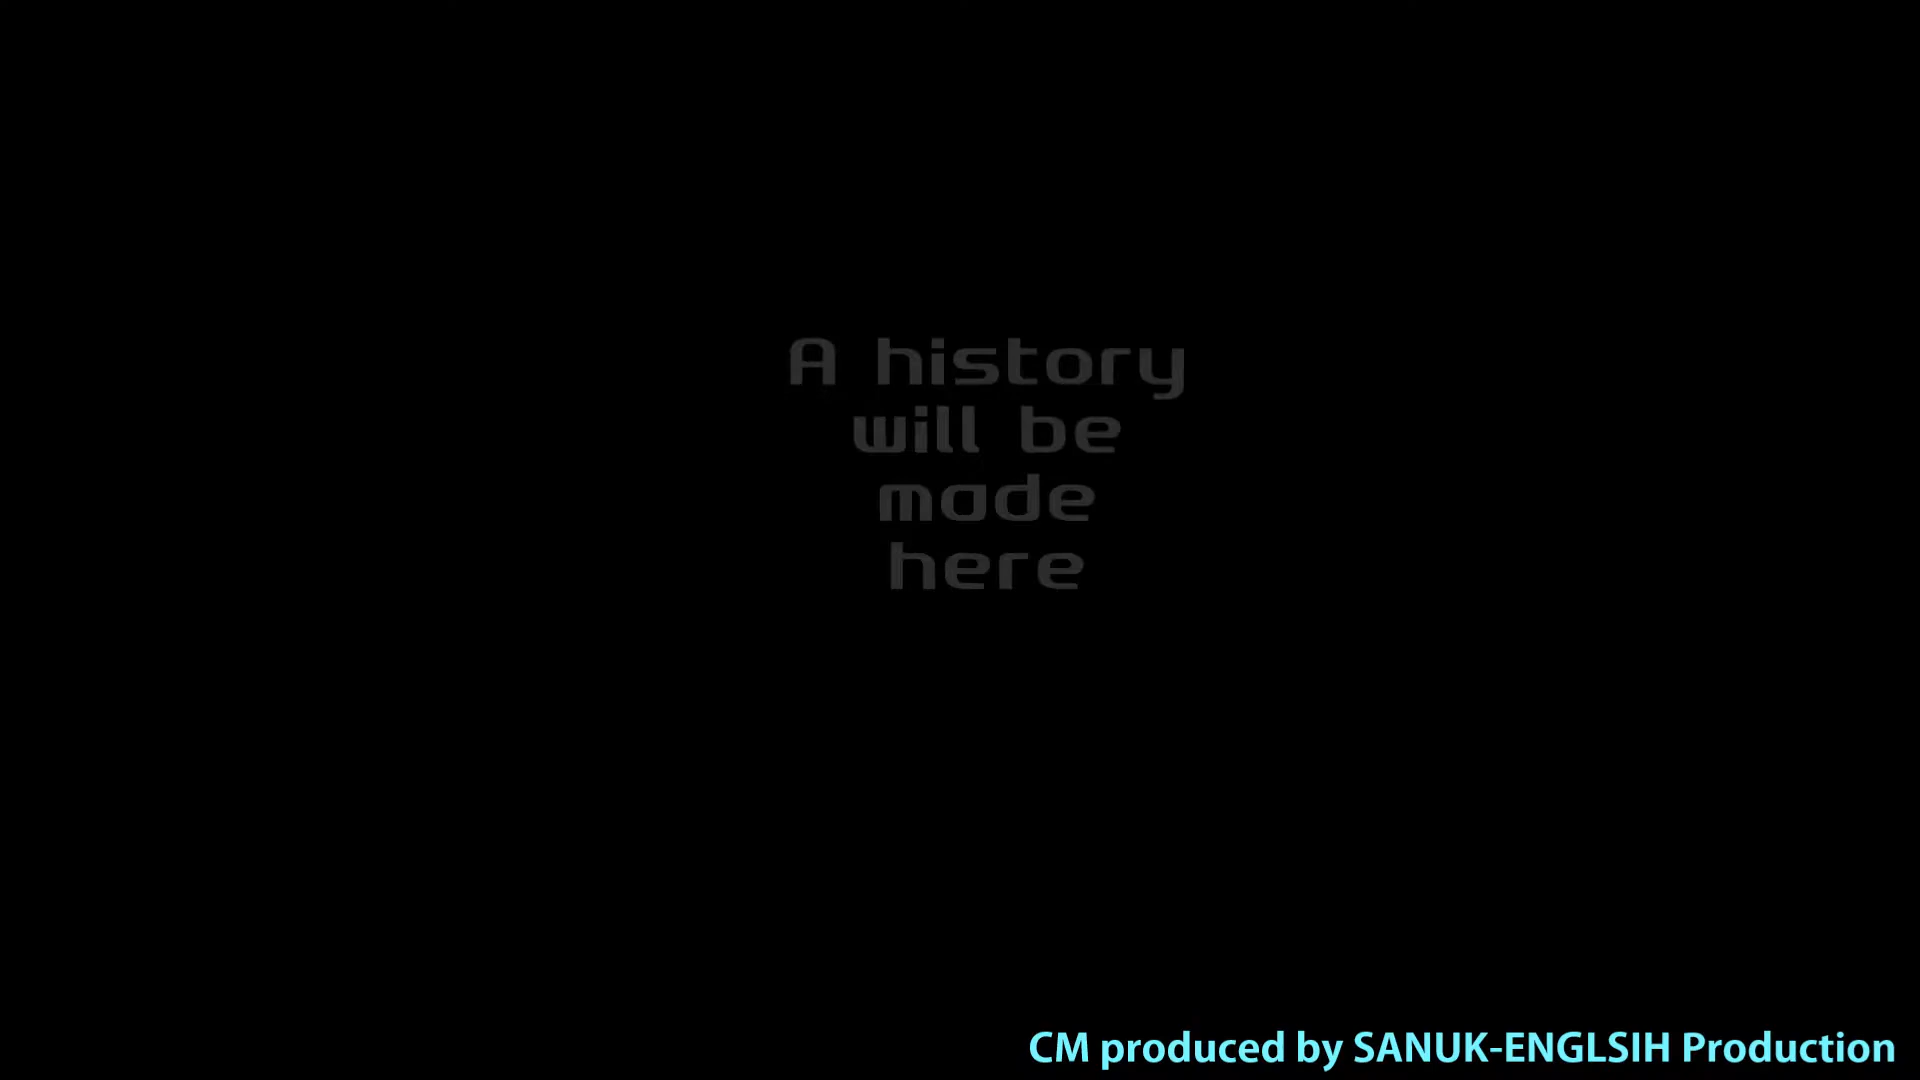 A history
will be
made
here
CM produced by SANUK-ENGLSIH Production